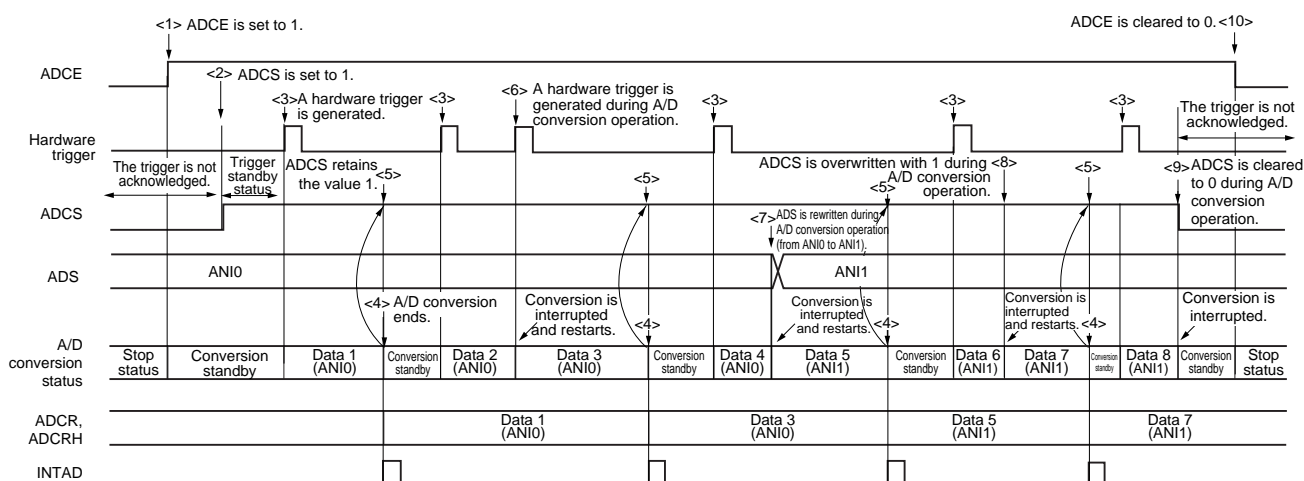 <1> ADCE is set to 1.
ADCE is cleared to 0. <10>
ADCE
<2> ADCS is set to 1.
<3> A hardware trigger
is generated.
<3>
<6> A hardware trigger is
generated during A/D
conversion operation.
<3>
<3>
<3>
The trigger is not
acknowledged.
Hardware
trigger
The trigger is not
acknowledged.
Trigger
standby
status
ADCS retains
the value 1.
<5>
<5>
ADCS is overwritten with 1 during <8>
A/D conversion
operation.
<5>
<5>
<9> ADCS is cleared
to 0 during A/D
conversion
operation.
ADCS
<7> ADS is rewritten during
A/D conversion operation
(from ANI0 to ANI1).
ADS
ANI0
ANI1
<4> A/D conversion
ends.
Conversion is
interrupted
and restarts.
<4>
Conversion is
interrupted
and restarts.
<4>
Conversion is
interrupted
and restarts.
<4>
Conversion is
interrupted.
A/D
conversion
status
Stop
status
Conversion
standby
Data 1
(ANI0)
Conversion
standby
Data 2
(ANI0)
Data 3
(ANI0)
Conversion
standby
Data 4
(ANI0)
Data 5
(ANI1)
Conversion
standby
Data 6
(ANI1)
Data 7
(ANI1)
Conversion
standby
Data 8
(ANI1)
Conversion
standby
Stop
status
ADCR,
ADCRH
Data 1
(ANI0)
Data 3
(ANI0)
Data 5
(ANI1)
Data 7
(ANI1)
INTAD